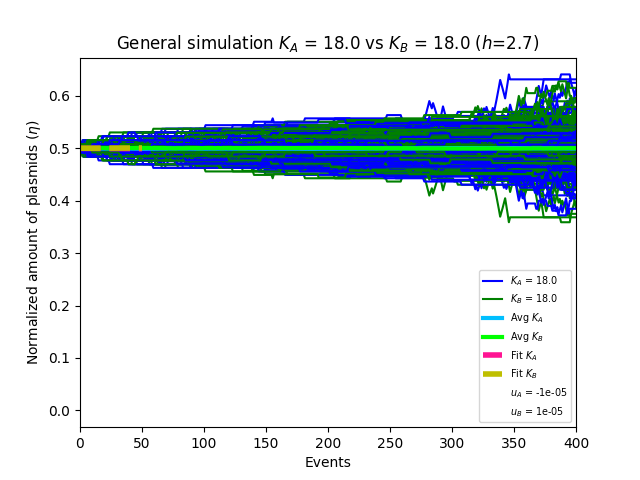 General simulation K_A = 18.0 vs K_B = 18.0 (h=2.7)
Normalized amount of plasmids (η)
0.6
0.5
0.4
0.3
0.2
0.1
0.0
K_A = 18.0
K_B = 18.0
Avg K_A
Avg K_B
Fit K_A
Fit K_B
u_A = -1e-05
u_B = 1e-05
0 50 100 150 200 250 300 350 400
Events